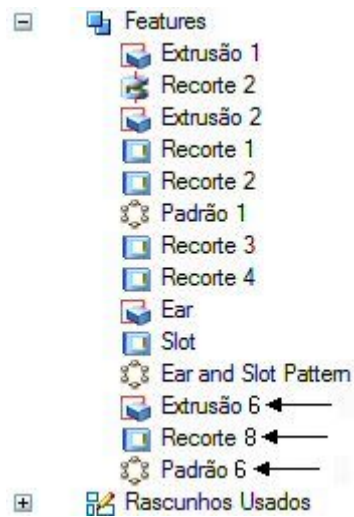 Features
Extrusão 1
Recorte 2
Extrusão 2
Recorte 1
Recorte 2
Padrão 1
Recorte 3
Recorte 4
Ear
Slot
Ear and Slot Pattern
Extrusão 6
Recorte 8
Padrão 6
Rascunhos Usados